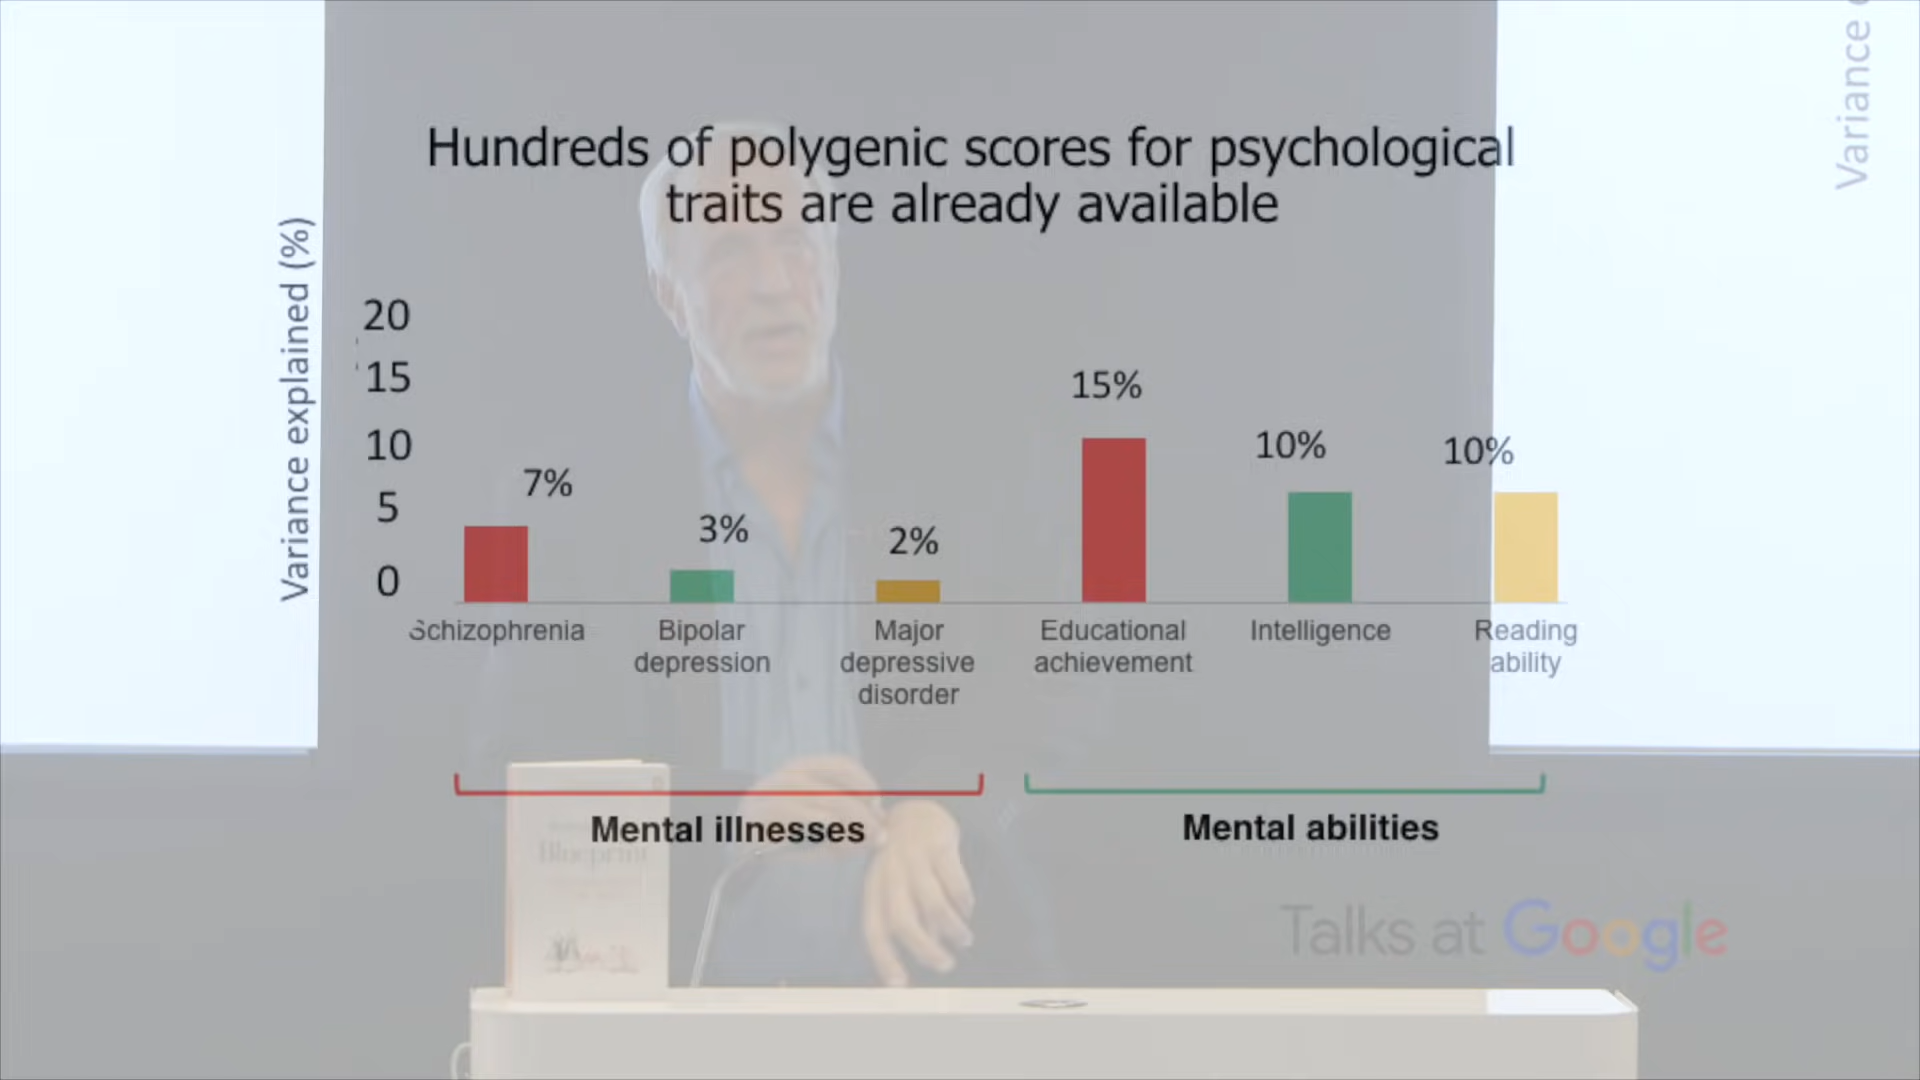 Variance
Hundreds of polygenic scores for psychological
traits are already available
Variance explained (%)
20
15
10
5
0
7%
3%
2%
15%
10%
10%
Schizophrenia
Bipolar
depression
Major
depressive
disorder
Educational
achievement
Intelligence
Reading
ability
Mental illnesses
Mental abilities
Blueprint
Talks at Google